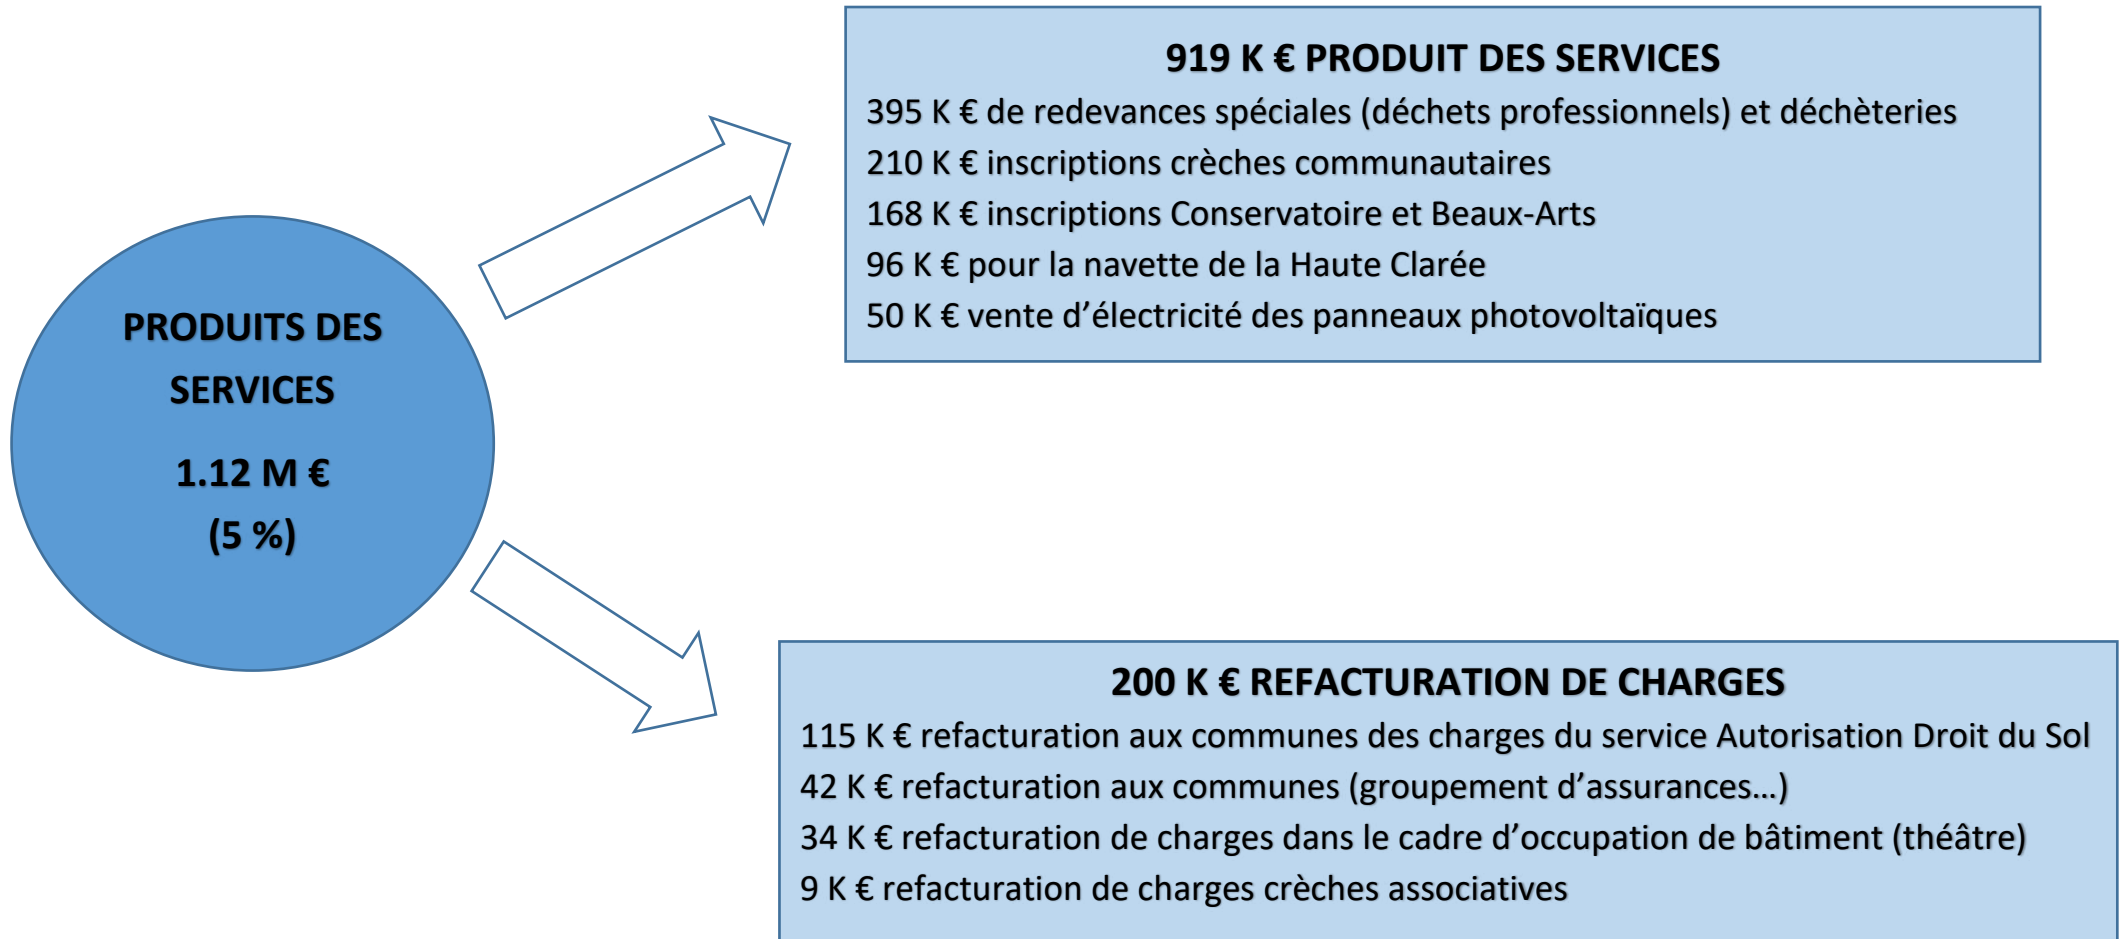 PRODUITS DES
SERVICES
1.12 M €
(5 %)
919 K € PRODUIT DES SERVICES
395 K € de redevances spéciales (déchets professionnels) et déchèteries
210 K € inscriptions crèches communautaires
168 K € inscriptions Conservatoire et Beaux-Arts
96 K € pour la navette de la Haute Clarée
50 K € vente d’électricité des panneaux photovoltaïques
200 K € REFACTURATION DE CHARGES
115 K € refacturation aux communes des charges du service Autorisation Droit du Sol
42 K € refacturation aux communes (groupement d’assurances…)
34 K € refacturation de charges dans le cadre d’occupation de bâtiment (théâtre)
9 K € refacturation de charges crèches associatives